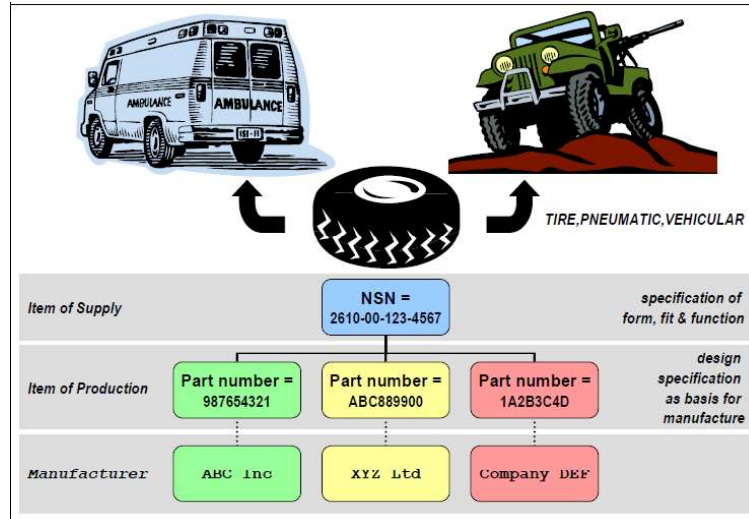 AMBULANCE
AMBULANCE
TIRE,PNEUMATIC,VEHICULAR
Item of Supply
NSN =
2610-00-123-4567
specification of
form, fit & function
Item of Production
Part number =
987654321
Part number =
ABC889900
Part number =
1A2B3C4D
design
specification
as basis for
manufacture
Manufacturer
ABC Inc
XYZ Ltd
Company DEF